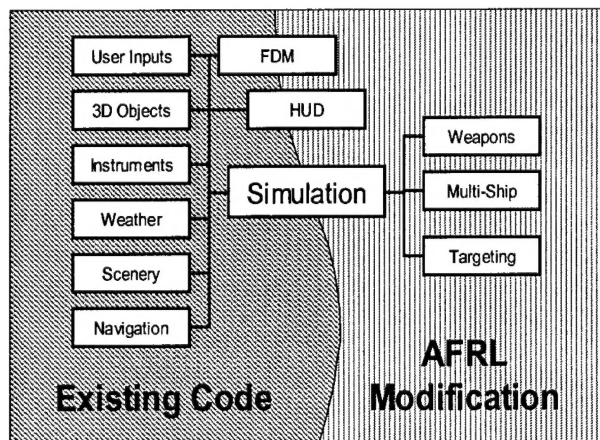 User Inputs
FDM
3D Objects
HUD
Instruments
Weapons
Simulation
Multi-Ship
Weather
Scenery
Targeting
Navigation
Existing Code
AFRL
Modification